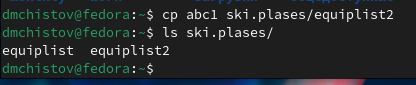 dmchistov@fedora:~$ cp abc1 ski.plases/equiplist2
dmchistov@fedora:~$ ls ski.plases/
equiplist  equiplist2
dmchistov@fedora:~$